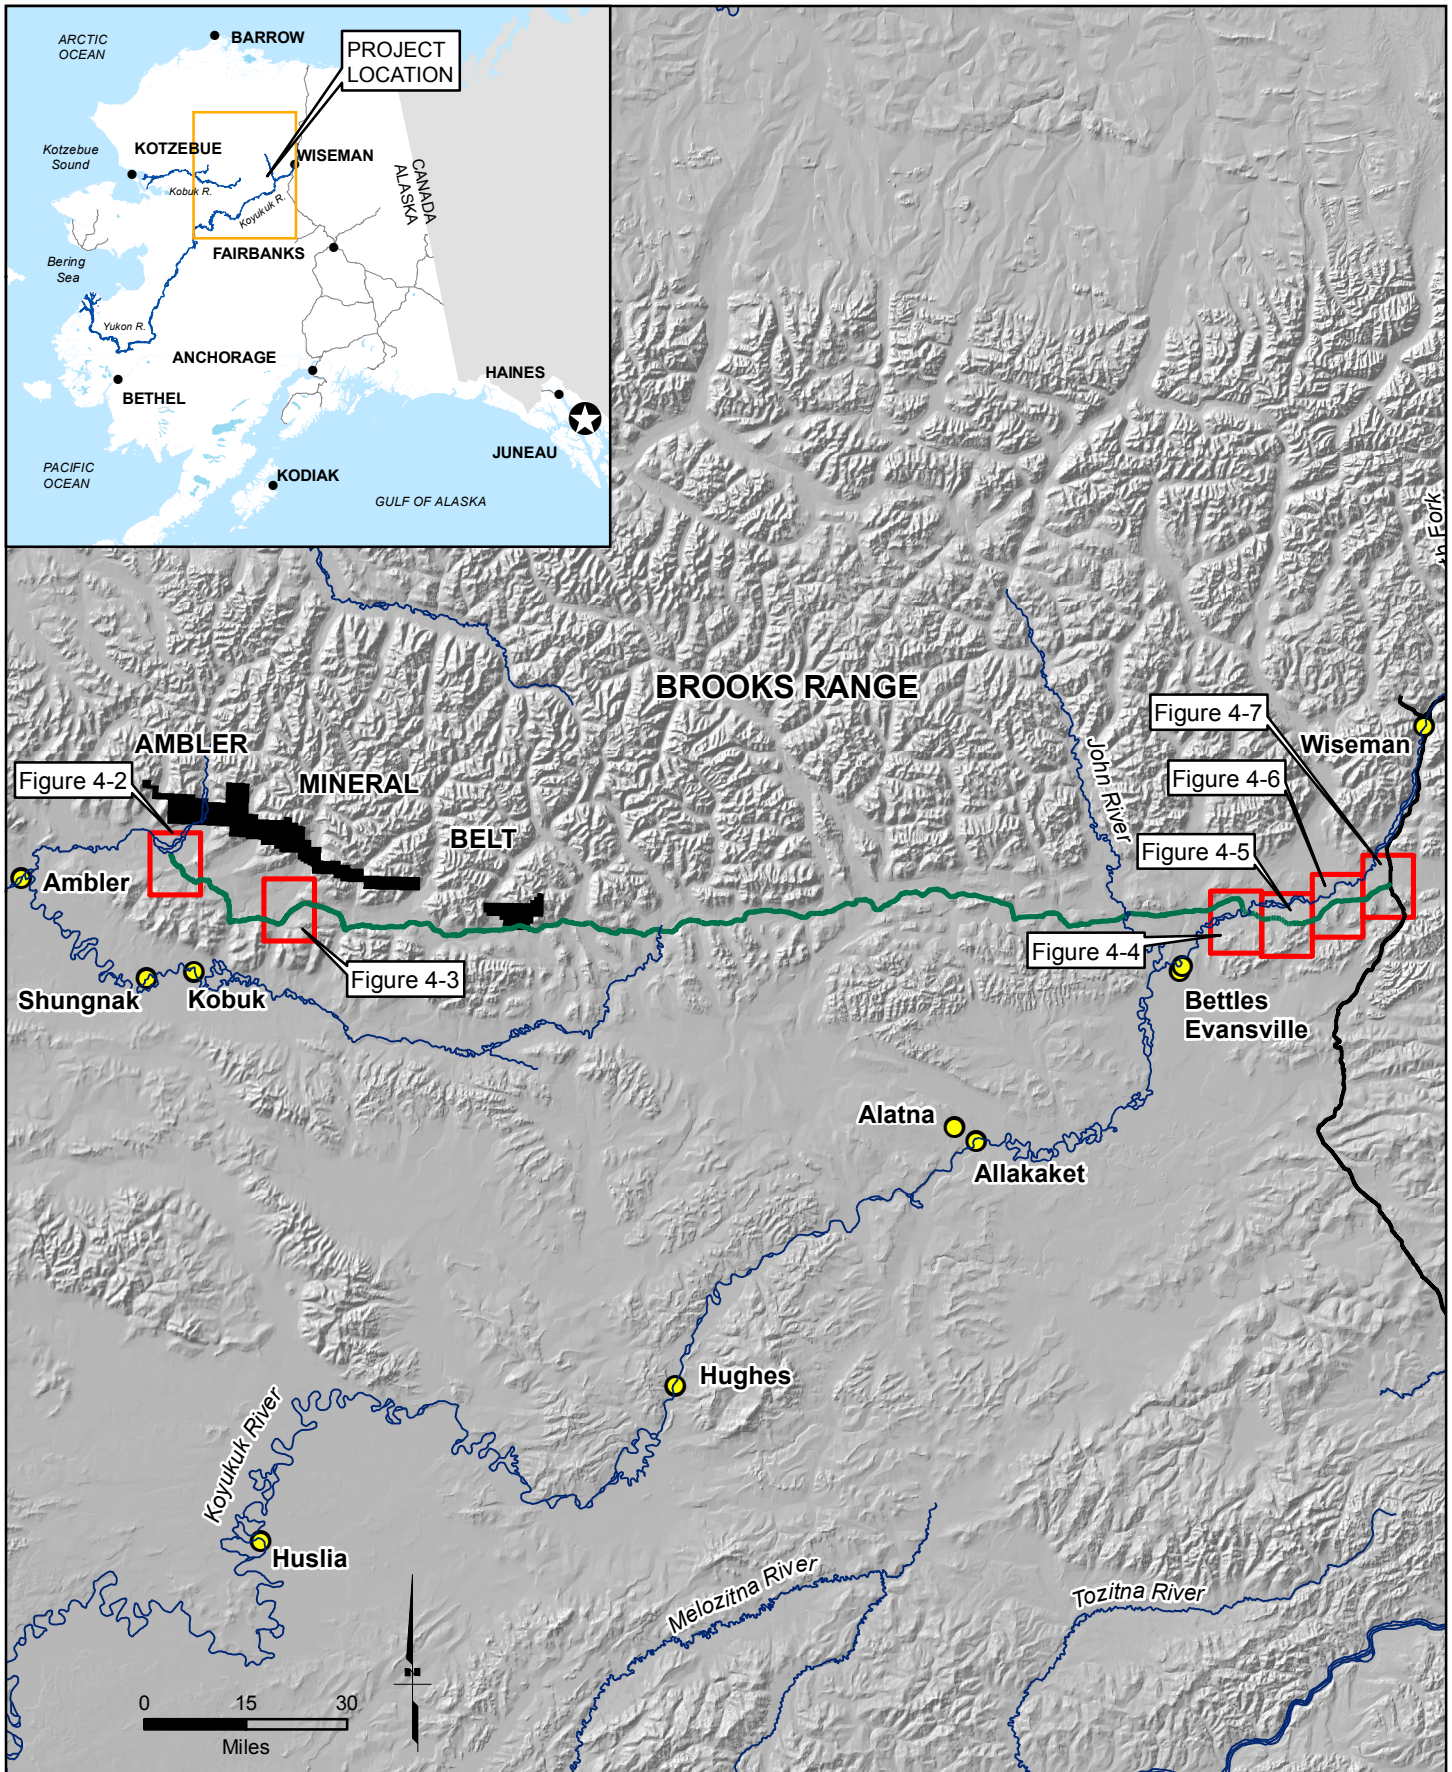 ARCTIC
OCEAN
BARROW
PROJECT
LOCATION
Kotzebue
Sound
KOTZEBUE
WISEMAN
Kobuk R.
Koyukuk R.
CANADA
ALASKA
FAIRBANKS
Bering
Sea
Yukon R.
ANCHORAGE
HAINES
BETHEL
JUNEAU
PACIFIC
OCEAN
KODIAK
GULF OF ALASKA
th Fork
BROOKS RANGE
Figure 4-7
AMBLER
Wiseman
John River
Figure 4-2
MINERAL
Figure 4-6
BELT
Figure 4-5
Ambler
Figure 4-4
Figure 4-3
Shungnak
Kobuk
Bettles
Evansville
Alatna
Allakaket
Hughes
Koyukuk River
Huslia
Melozitna River
Tozitna River
0 15 30
Miles